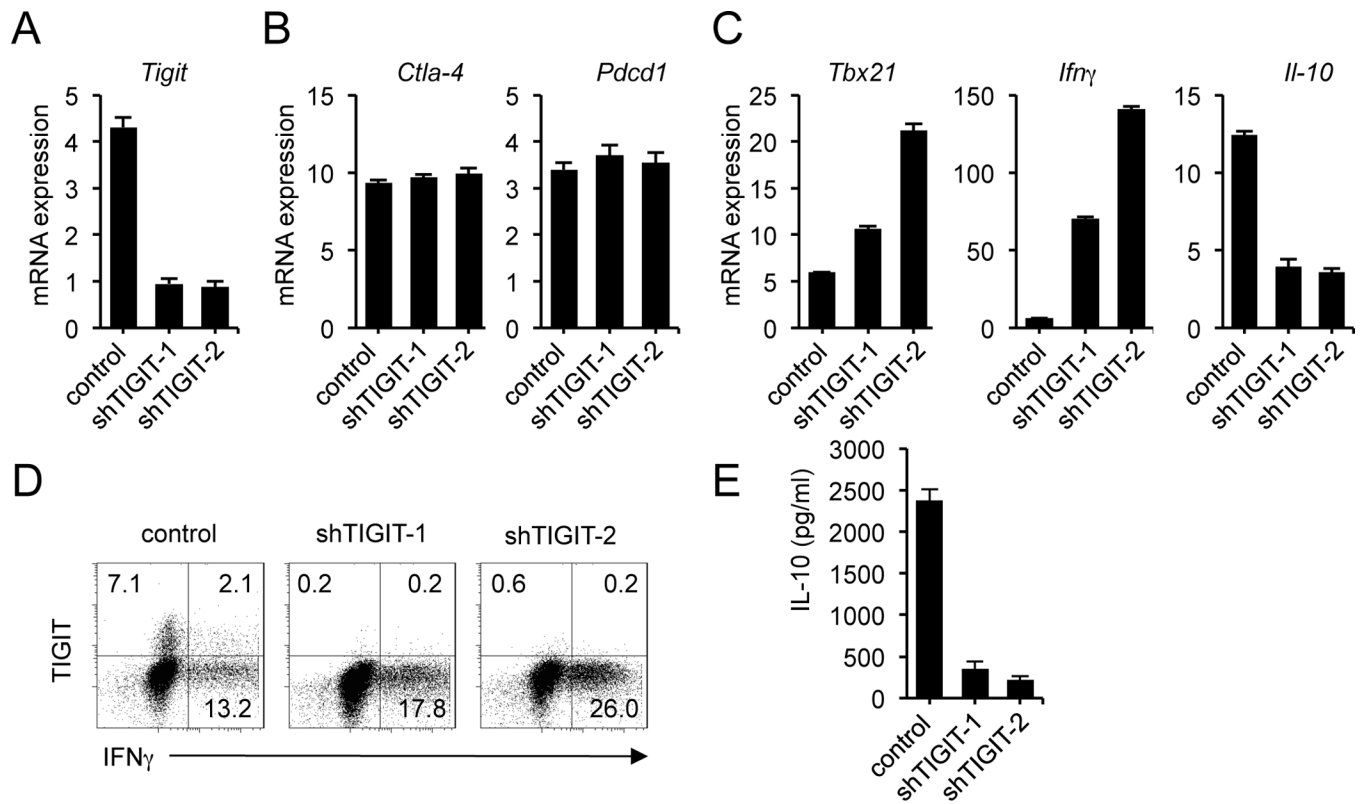 A
Tigit
mRNA expression
5
4
3
2
1
0
control
shTIGIT-1
shTIGIT-2
B
Ctla-4
mRNA expression
15
10
5
0
control
shTIGIT-1
shTIGIT-2
Pdcd1
5
4
3
2
1
0
control
shTIGIT-1
shTIGIT-2
C
Tbx21
mRNA expression
25
20
15
10
5
0
control
shTIGIT-1
shTIGIT-2
Ifnγ
150
100
50
0
control
shTIGIT-1
shTIGIT-2
Il-10
15
10
5
0
control
shTIGIT-1
shTIGIT-2
D
control
shTIGIT-1
shTIGIT-2
TIGIT
7.1 2.1
13.2
0.2 0.2
17.8
0.6 0.2
26.0
IFNγ
E
IL-10 (pg/ml)
3000
2500
2000
1500
1000
500
0
control
shTIGIT-1
shTIGIT-2